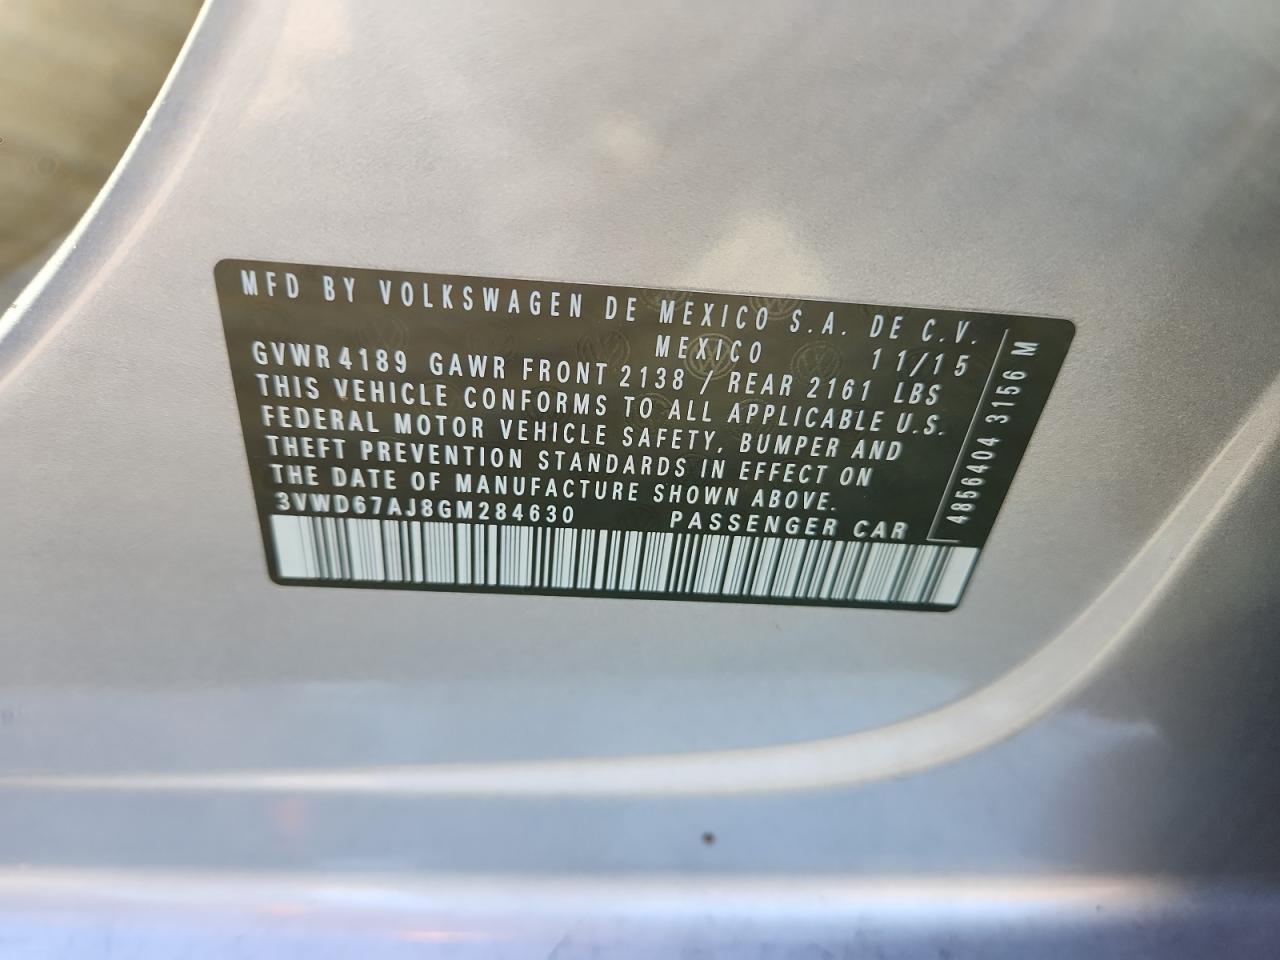 MFD BY VOLKSWAGEN DE MEXICO S.A. DE C.V.
MEXICO 11/15
GVWR 4189 GAWR FRONT 2138 / REAR 2161 LBS
THIS VEHICLE CONFORMS TO ALL APPLICABLE U.S.
FEDERAL MOTOR VEHICLE SAFETY, BUMPER AND
THEFT PREVENTION STANDARDS IN EFFECT ON
THE DATE OF MANUFACTURE SHOWN ABOVE.
3VWD67AJ8GM284630 PASSENGER CAR
4856404 3156 M